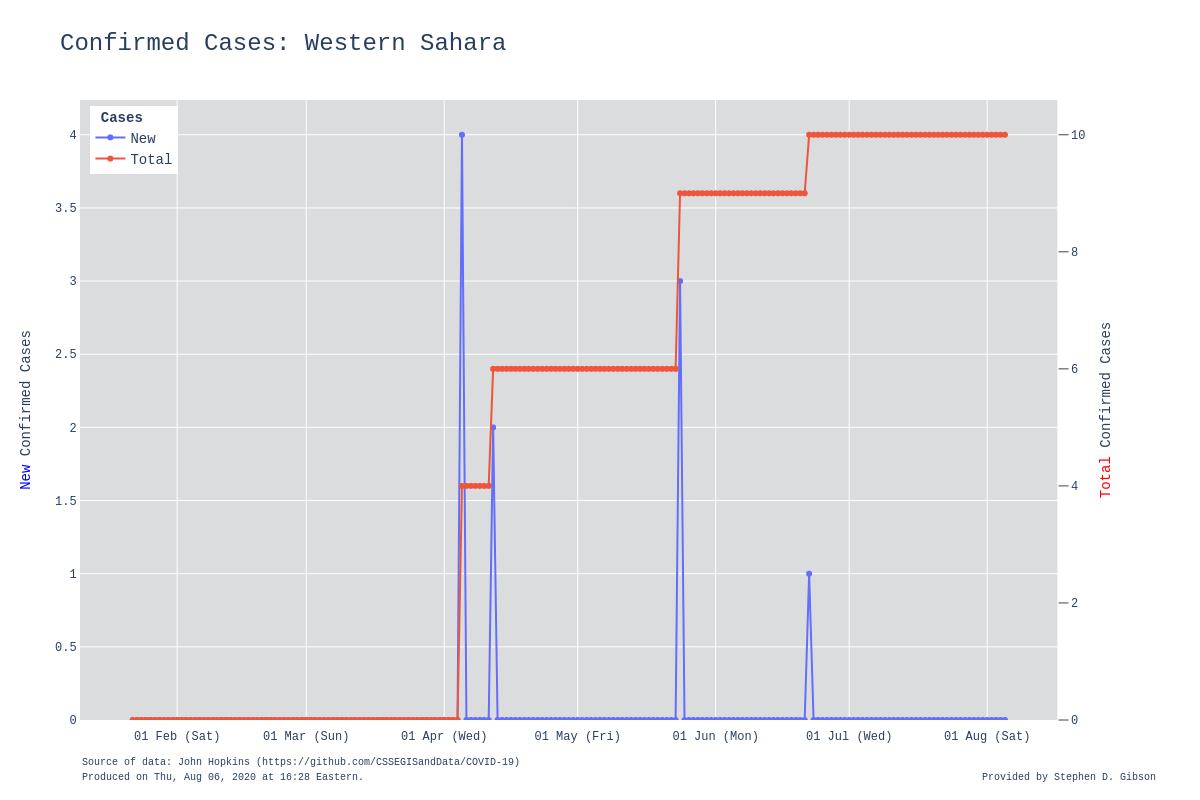 Confirmed Cases: Western Sahara
Cases
New
Total
4
3.5
3
2.5
2
1.5
1
0.5
0
New Confirmed Cases
10
8
6
4
2
0
Total Confirmed Cases
01 Feb (Sat)
01 Mar (Sun)
01 Apr (Wed)
01 May (Fri)
01 Jun (Mon)
01 Jul (Wed)
01 Aug (Sat)
Source of data: John Hopkins (https://github.com/CSSEGISandData/COVID-19)
Produced on Thu, Aug 06, 2020 at 16:28 Eastern.
Provided by Stephen D. Gibson